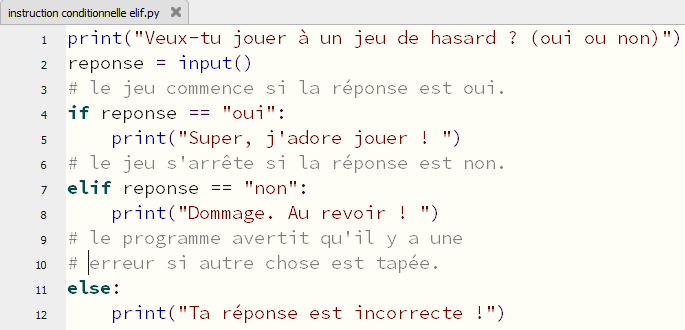 instruction conditionnelle elif.py
1 print("Veux-tu jouer à un jeu de hasard ? (oui ou non)")
2 reponse = input()
3 # le jeu commence si la réponse est oui.
4 if reponse == "oui":
5     print("Super, j'adore jouer ! ")
6 # le jeu s'arrête si la réponse est non.
7 elif reponse == "non":
8     print("Dommage. Au revoir ! ")
9 # le programme avertit qu'il y a une
10 # erreur si autre chose est tapée.
11 else:
12     print("Ta réponse est incorrecte !")